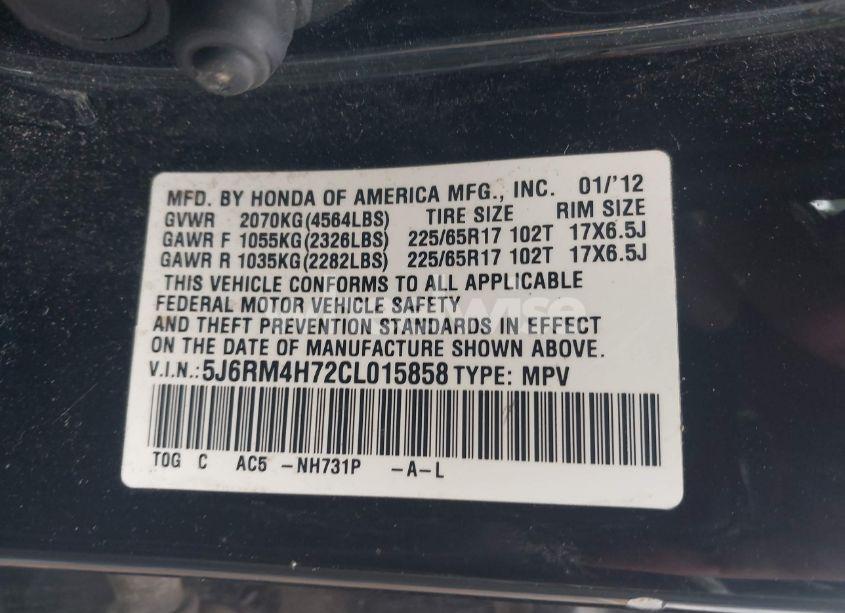 MFD. BY HONDA OF AMERICA MFG., INC. 01/'12
GVWR 2070KG(4564LBS) TIRE SIZE RIM SIZE
GAWR F 1055KG(2326LBS) 225/65R17 102T 17X6.5J
GAWR R 1035KG(2282LBS) 225/65R17 102T 17X6.5J
THIS VEHICLE CONFORMS TO ALL APPLICABLE
FEDERAL MOTOR VEHICLE SAFETY
AND THEFT PREVENTION STANDARDS IN EFFECT
ON THE DATE OF MANUFACTURE SHOWN ABOVE.
V.I.N.: 5J6RM4H72CL015858 TYPE: MPV
TOG C AC5 -NH731P -A-L